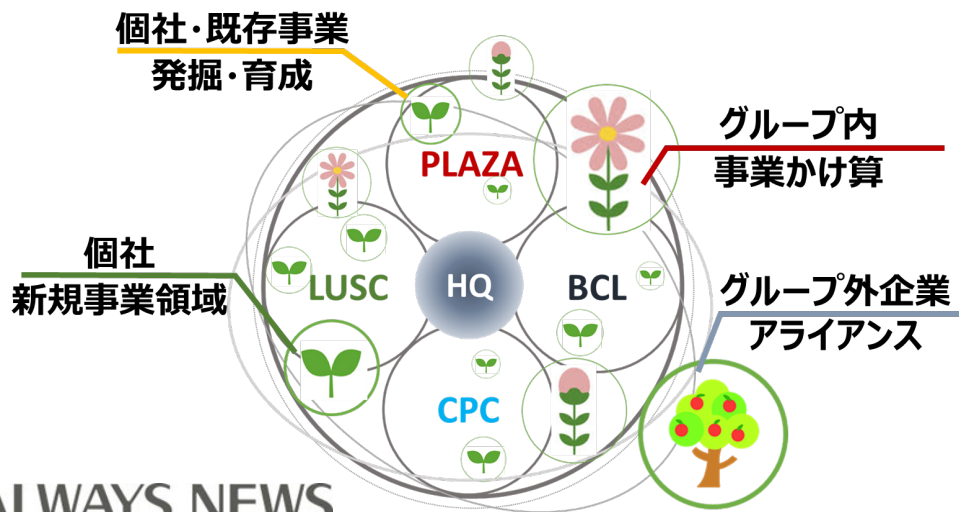 個社・既存事業
発掘・育成
グループ内
事業かけ算
PLAZA
個社
新規事業領域
LUSC
HQ
BCL
グループ外企業
アライアンス
CPC
ALWAYS NEWS